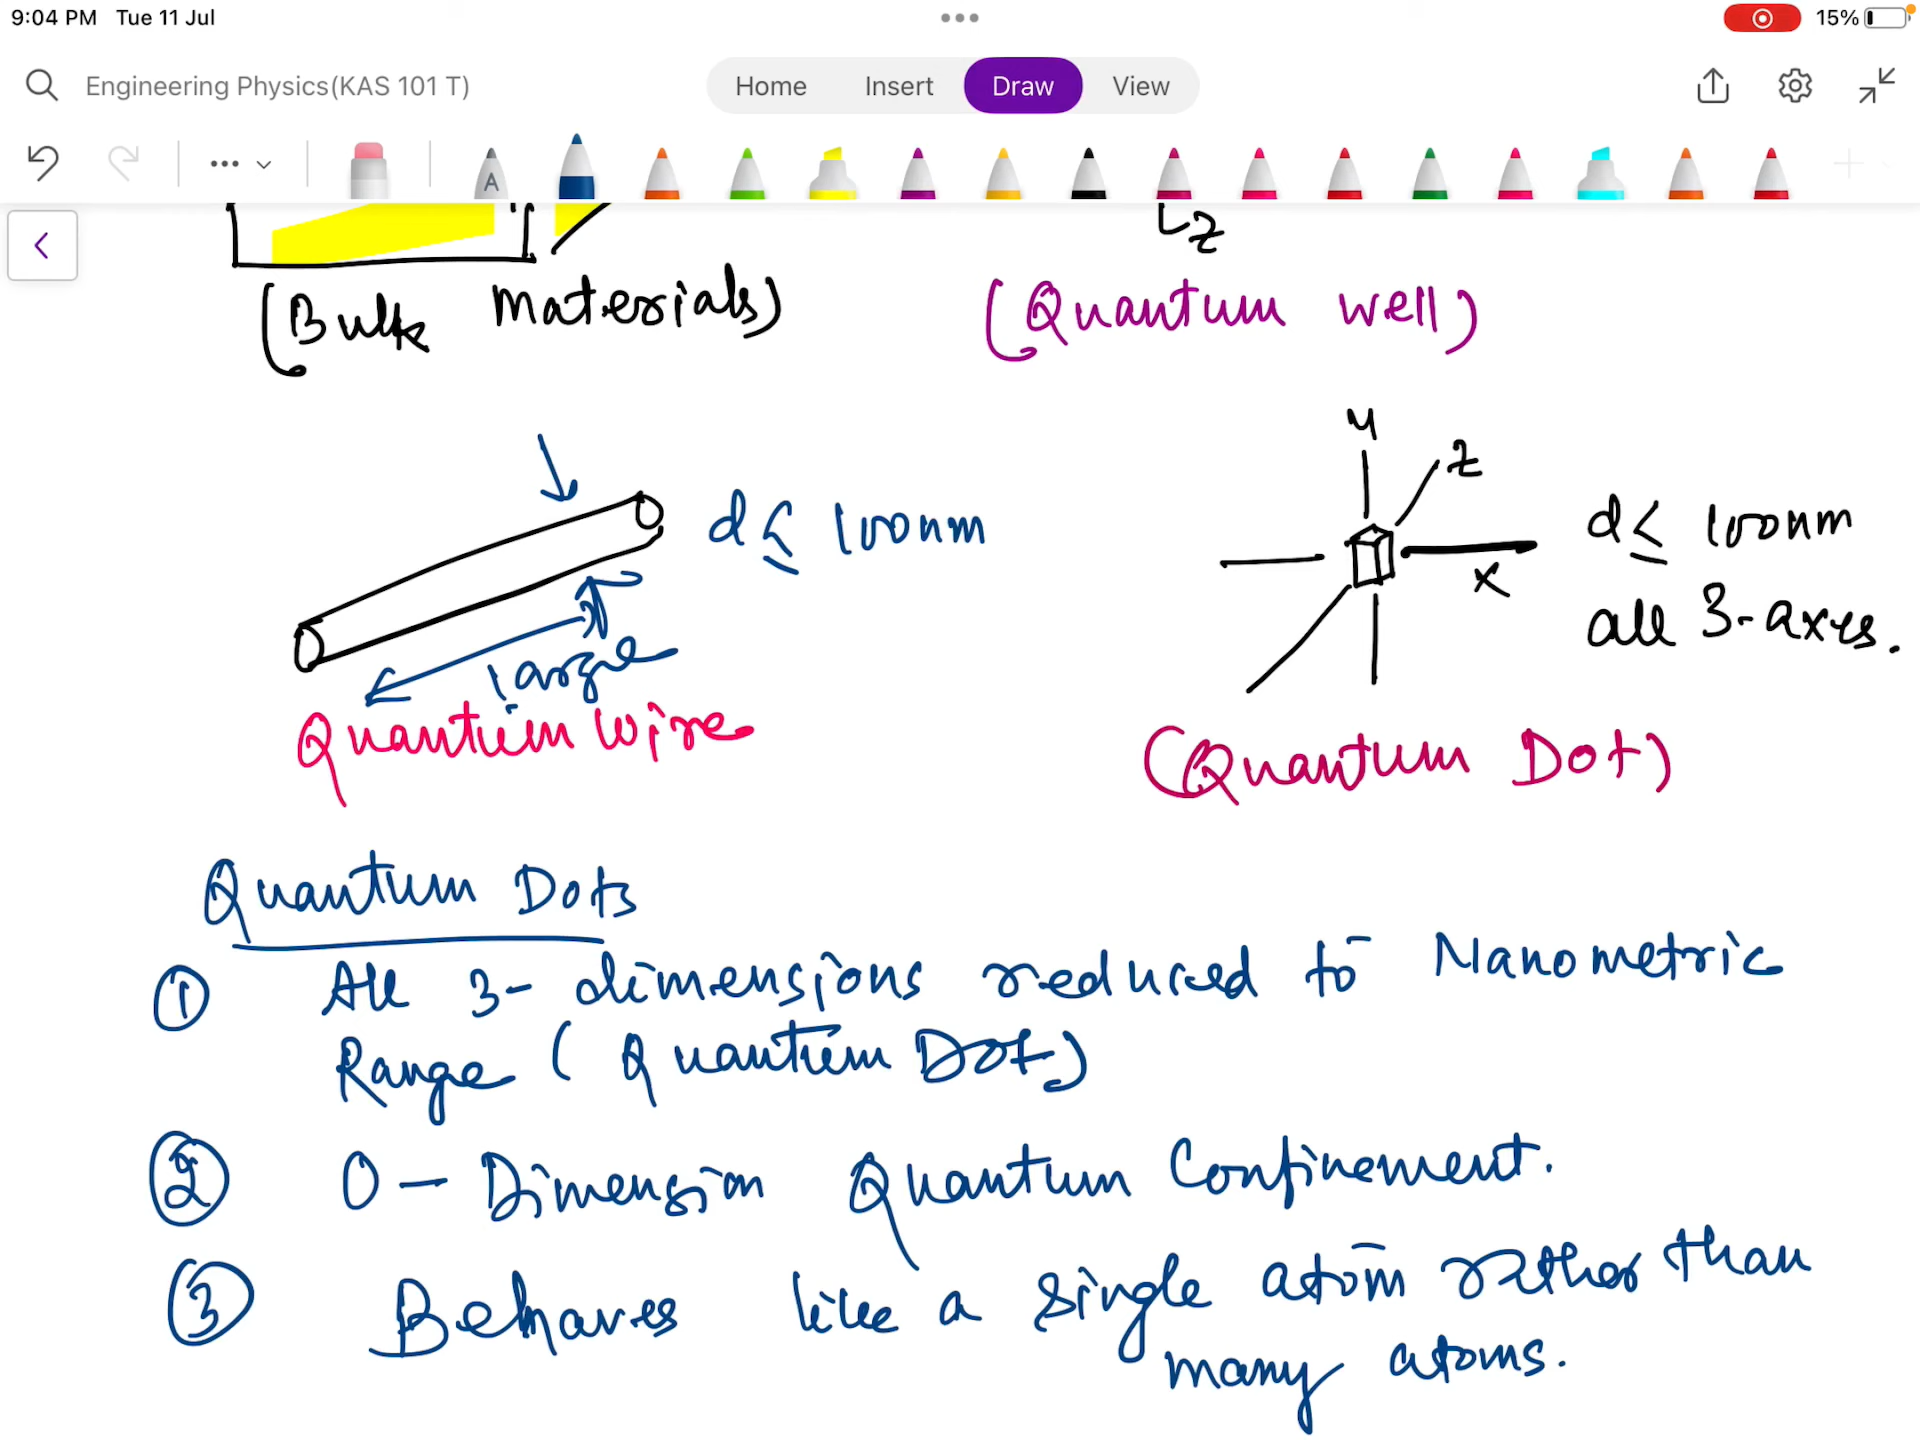 9:04 PM Tue 11 Jul
15%
Engineering Physics(KAS 101 T)
Home Insert Draw View
A
Lz
(Bulk Materials)
(Quantum well)
d ≤ 100nm
large
Quantum Wire
y
z
x
d ≤ 100nm
all 3-axes.
(Quantum Dot)
Quantum Dots
① All 3- dimensions reduced to Nanometric
Range (Quantum Dot)
② 0 - Dimension Quantum Confinement.
③ Behaves like a single atom rather than
many atoms.